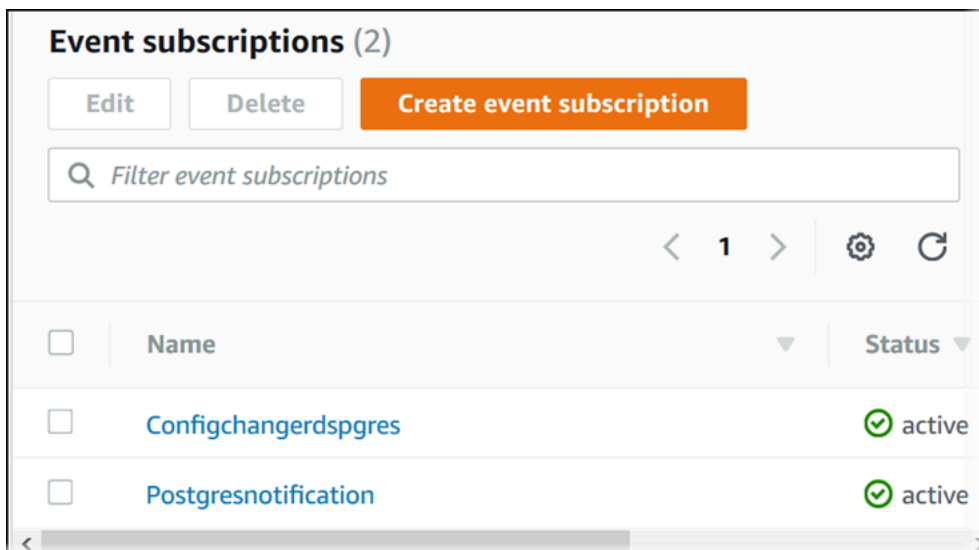 Event subscriptions (2)
Edit Delete Create event subscription
Filter event subscriptions
1
Name Status
Configchangerdspgres active
Postgresnotification active